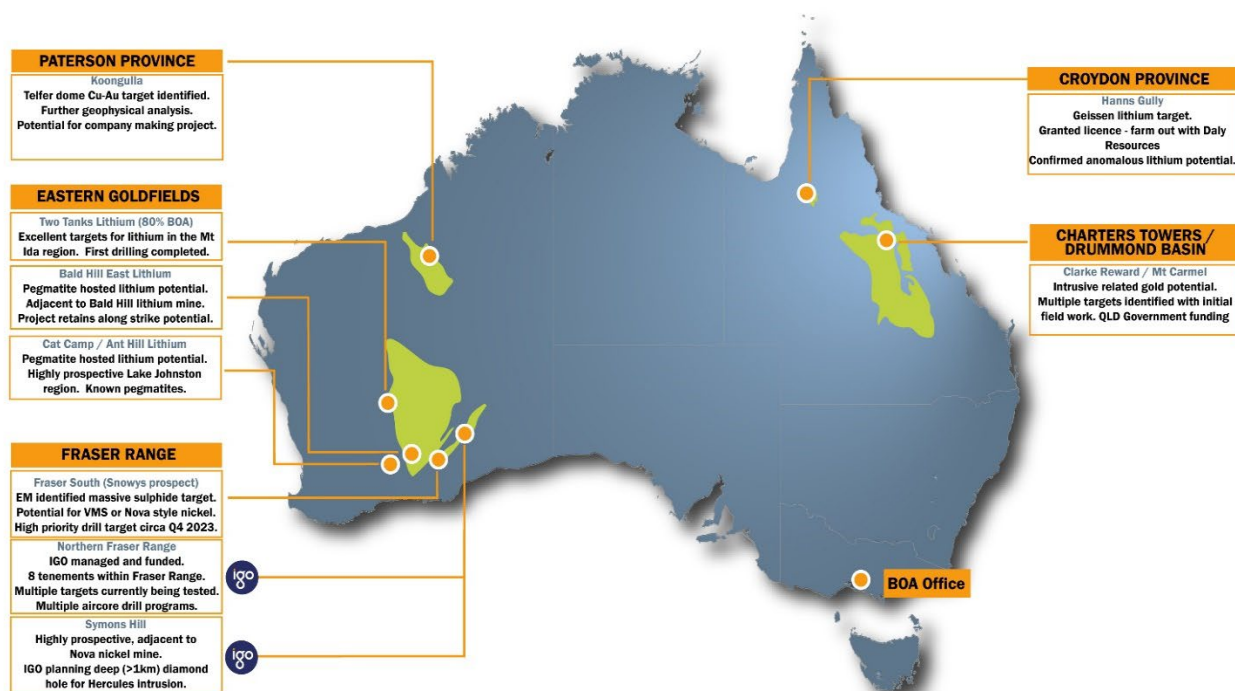 PATERSON PROVINCE
Koongulla
Telfer dome Cu-Au target identified.
Further geophysical analysis.
Potential for company making project.
EASTERN GOLDFIELDS
Two Tanks Lithium (80% BOA)
Excellent targets for lithium in the Mt
Ida region. First drilling completed.
Bald Hill East Lithium
Pegmatite hosted lithium potential.
Adjacent to Bald Hill lithium mine.
Project retains along strike potential.
Cat Camp / Ant Hill Lithium
Pegmatite hosted lithium potential.
Highly prospective Lake Johnston
region. Known pegmatites.
FRASER RANGE
Fraser South (Snowys prospect)
EM identified massive sulphide target.
Potential for VMS or Nova style nickel.
High priority drill target circa Q4 2023.
Northern Fraser Range
IGO managed and funded.
8 tenements within Fraser Range.
Multiple targets currently being tested.
Multiple aircore drill programs.
igo
Symons Hill
Highly prospective, adjacent to
Nova nickel mine.
IGO planning deep (>1km) diamond
hole for Hercules intrusion.
igo
CROYDON PROVINCE
Hanns Gully
Geissen lithium target.
Granted licence - farm out with Daly
Resources
Confirmed anomalous lithium potential.
CHARTERS TOWERS /
DRUMMOND BASIN
Clarke Reward / Mt Carmel
Intrusive related gold potential.
Multiple targets identified with initial
field work. QLD Government funding
BOA Office